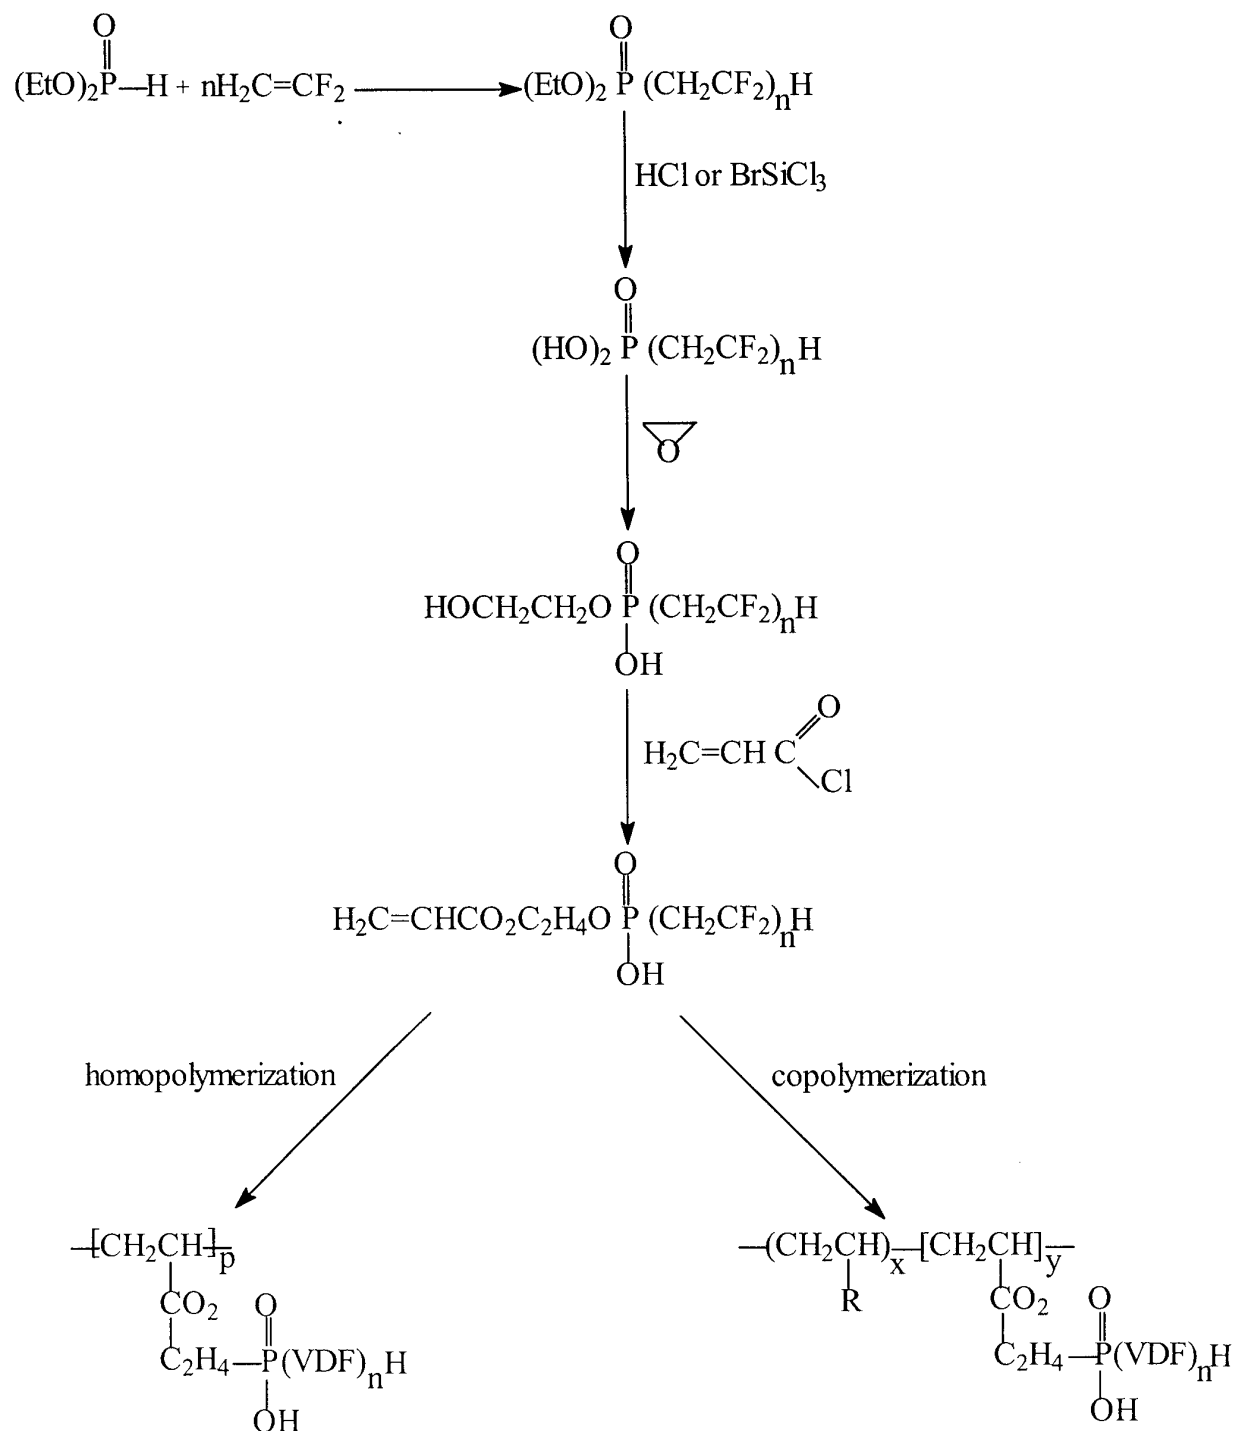 O O
(EtO)₂P—H + nH₂C=CF₂ (EtO)₂ P (CH₂CF₂)ₙH
HCl or BrSiCl₃
O
(HO)₂ P (CH₂CF₂)ₙH
O
O
HOCH₂CH₂O P (CH₂CF₂)ₙH
OH
O
H₂C=CH C
Cl
O
H₂C=CHCO₂C₂H₄O P (CH₂CF₂)ₙH
OH
homopolymerization copolymerization
—[CH₂CH]ₚ— —(CH₂CH)ₓ—[CH₂CH]y—
CO₂ O R CO₂ O
C₂H₄—P(VDF)ₙH C₂H₄—P(VDF)ₙH
OH OH